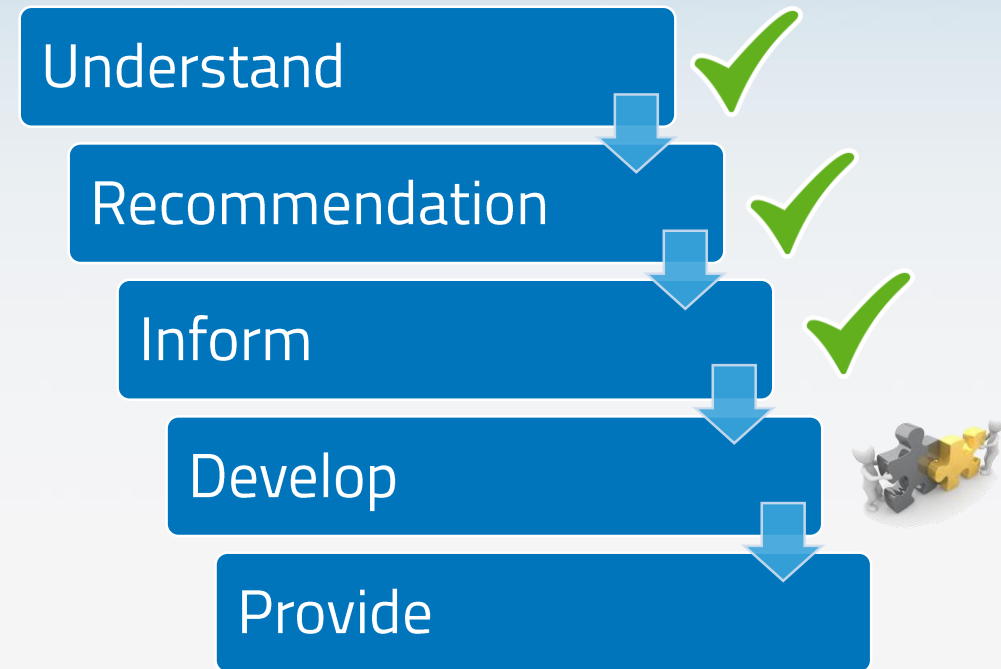 Understand
Recommendation
Inform
Develop
Provide